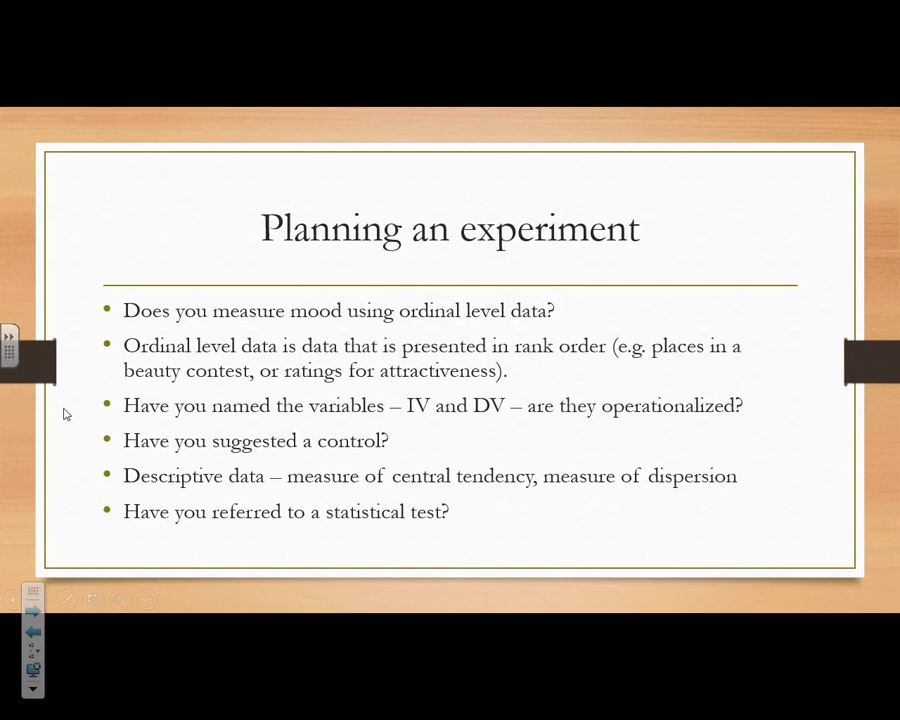 Planning an experiment
• Does you measure mood using ordinal level data?
• Ordinal level data is data that is presented in rank order (e.g. places in a
beauty contest, or ratings for attractiveness).
• Have you named the variables – IV and DV – are they operationalized?
• Have you suggested a control?
• Descriptive data – measure of central tendency, measure of dispersion
• Have you referred to a statistical test?